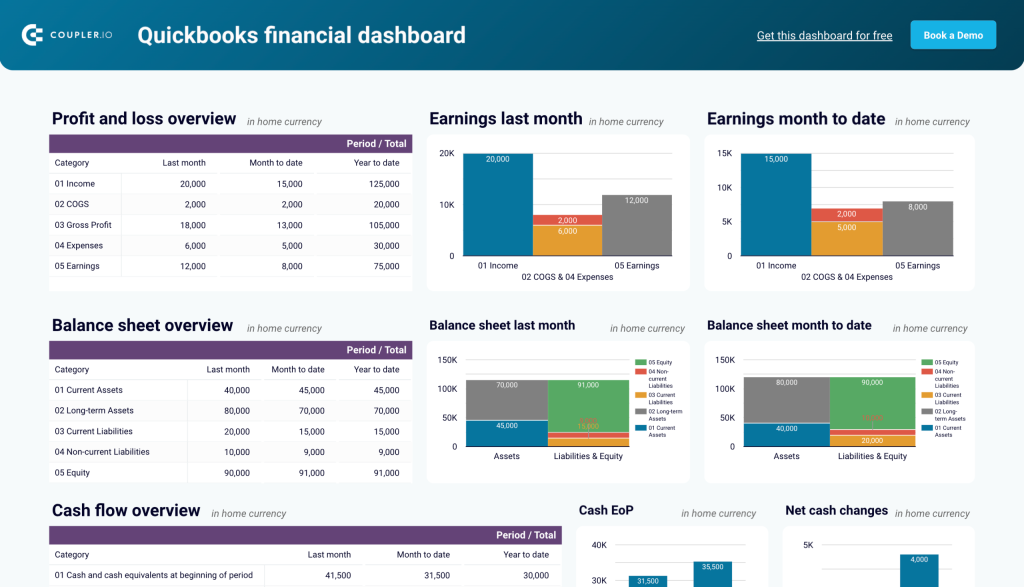 COUPLER.IO Quickbooks financial dashboard Get this dashboard for free Book a Demo
Profit and loss overview in home currency
Period / Total
Category Last month Month to date Year to date
01 Income 20,000 15,000 125,000
02 COGS 2,000 2,000 20,000
03 Gross Profit 18,000 13,000 105,000
04 Expenses 6,000 5,000 30,000
05 Earnings 12,000 8,000 75,000
Earnings last month in home currency
20K
10K
0
20,000
2,000
6,000
12,000
01 Income 05 Earnings
02 COGS & 04 Expenses
Earnings month to date in home currency
15K
10K
5K
0
15,000
2,000
5,000
8,000
01 Income 05 Earnings
02 COGS & 04 Expenses
Balance sheet overview in home currency
Period / Total
Category Last month Month to date Year to date
01 Current Assets 40,000 45,000 45,000
02 Long-term Assets 80,000 70,000 70,000
03 Current Liabilities 20,000 15,000 15,000
04 Non-current Liabilities 10,000 9,000 9,000
05 Equity 90,000 91,000 91,000
Balance sheet last month in home currency
150K
100K
50K
0
70,000
45,000
91,000
15,000
Assets Liabilities & Equity
05 Equity
04 Non-
current
Liabilities
03 Current
Liabilities
02 Long-term
Assets
01 Current
Assets
Balance sheet month to date in home currency
150K
100K
50K
0
80,000
40,000
90,000
20,000
Assets Liabilities & Equity
05 Equity
04 Non-
current
Liabilities
03 Current
Liabilities
02 Long-
term Assets
01 Current
Assets
Cash flow overview in home currency
Period / Total
Category Last month Month to date Year to date
01 Cash and cash equivalents at beginning of period 41,500 31,500 30,000
Cash EoP in home currency
40K
30K
31,500
35,500
Net cash changes in home currency
5K
4,000